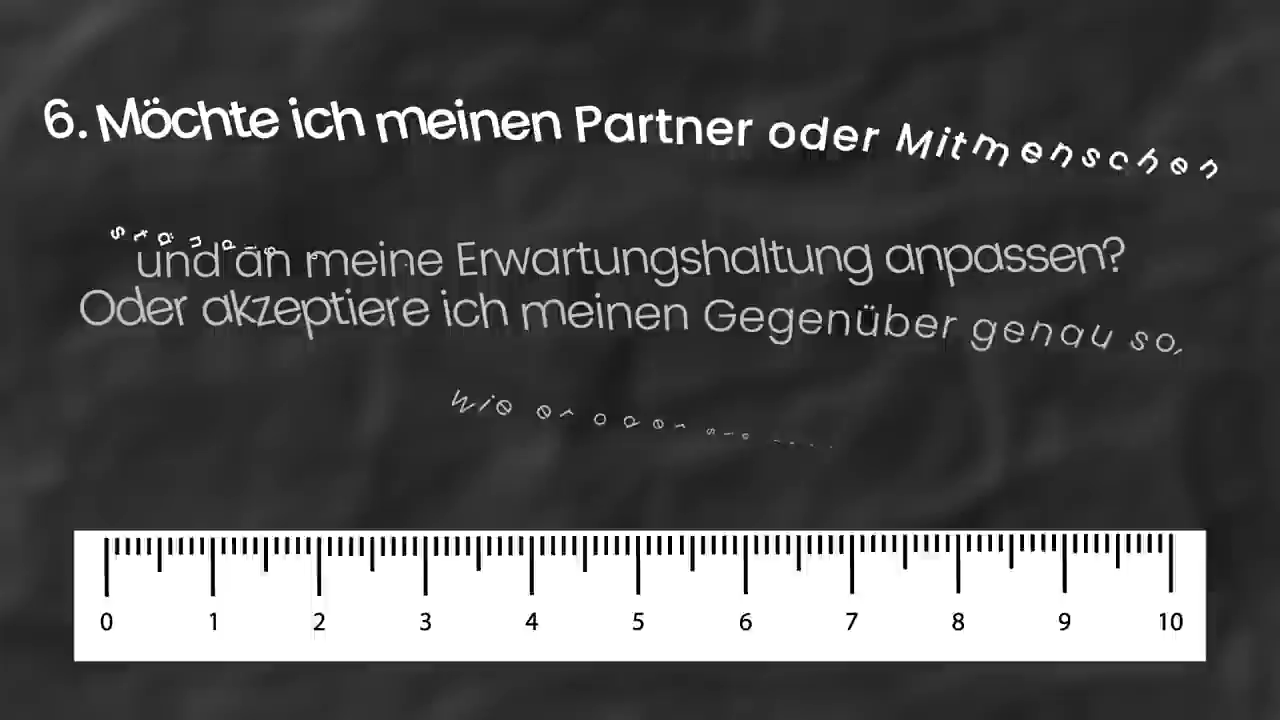 6. Möchte ich meinen Partner oder Mitmenschen
und an meine Erwartungshaltung anpassen?
Oder akzeptiere ich meinen Gegenüber genau so,
wie er oder sie
0 1 2 3 4 5 6 7 8 9 10